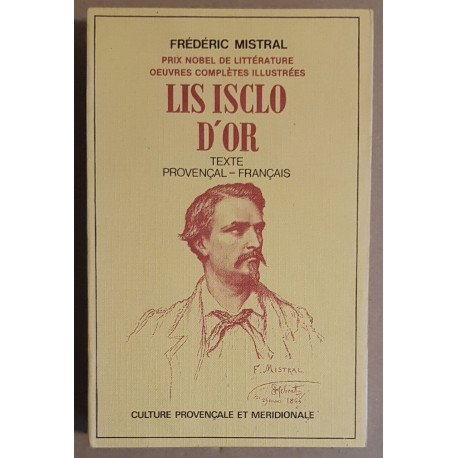 FRÉDÉRIC MISTRAL
PRIX NOBEL DE LITTÉRATURE
OEUVRES COMPLÈTES ILLUSTRÉES
LIS ISCLO
D'OR
TEXTE
PROVENÇAL - FRANÇAIS
F. MISTRAL
1864
CULTURE PROVENÇALE ET MERIDIONALE